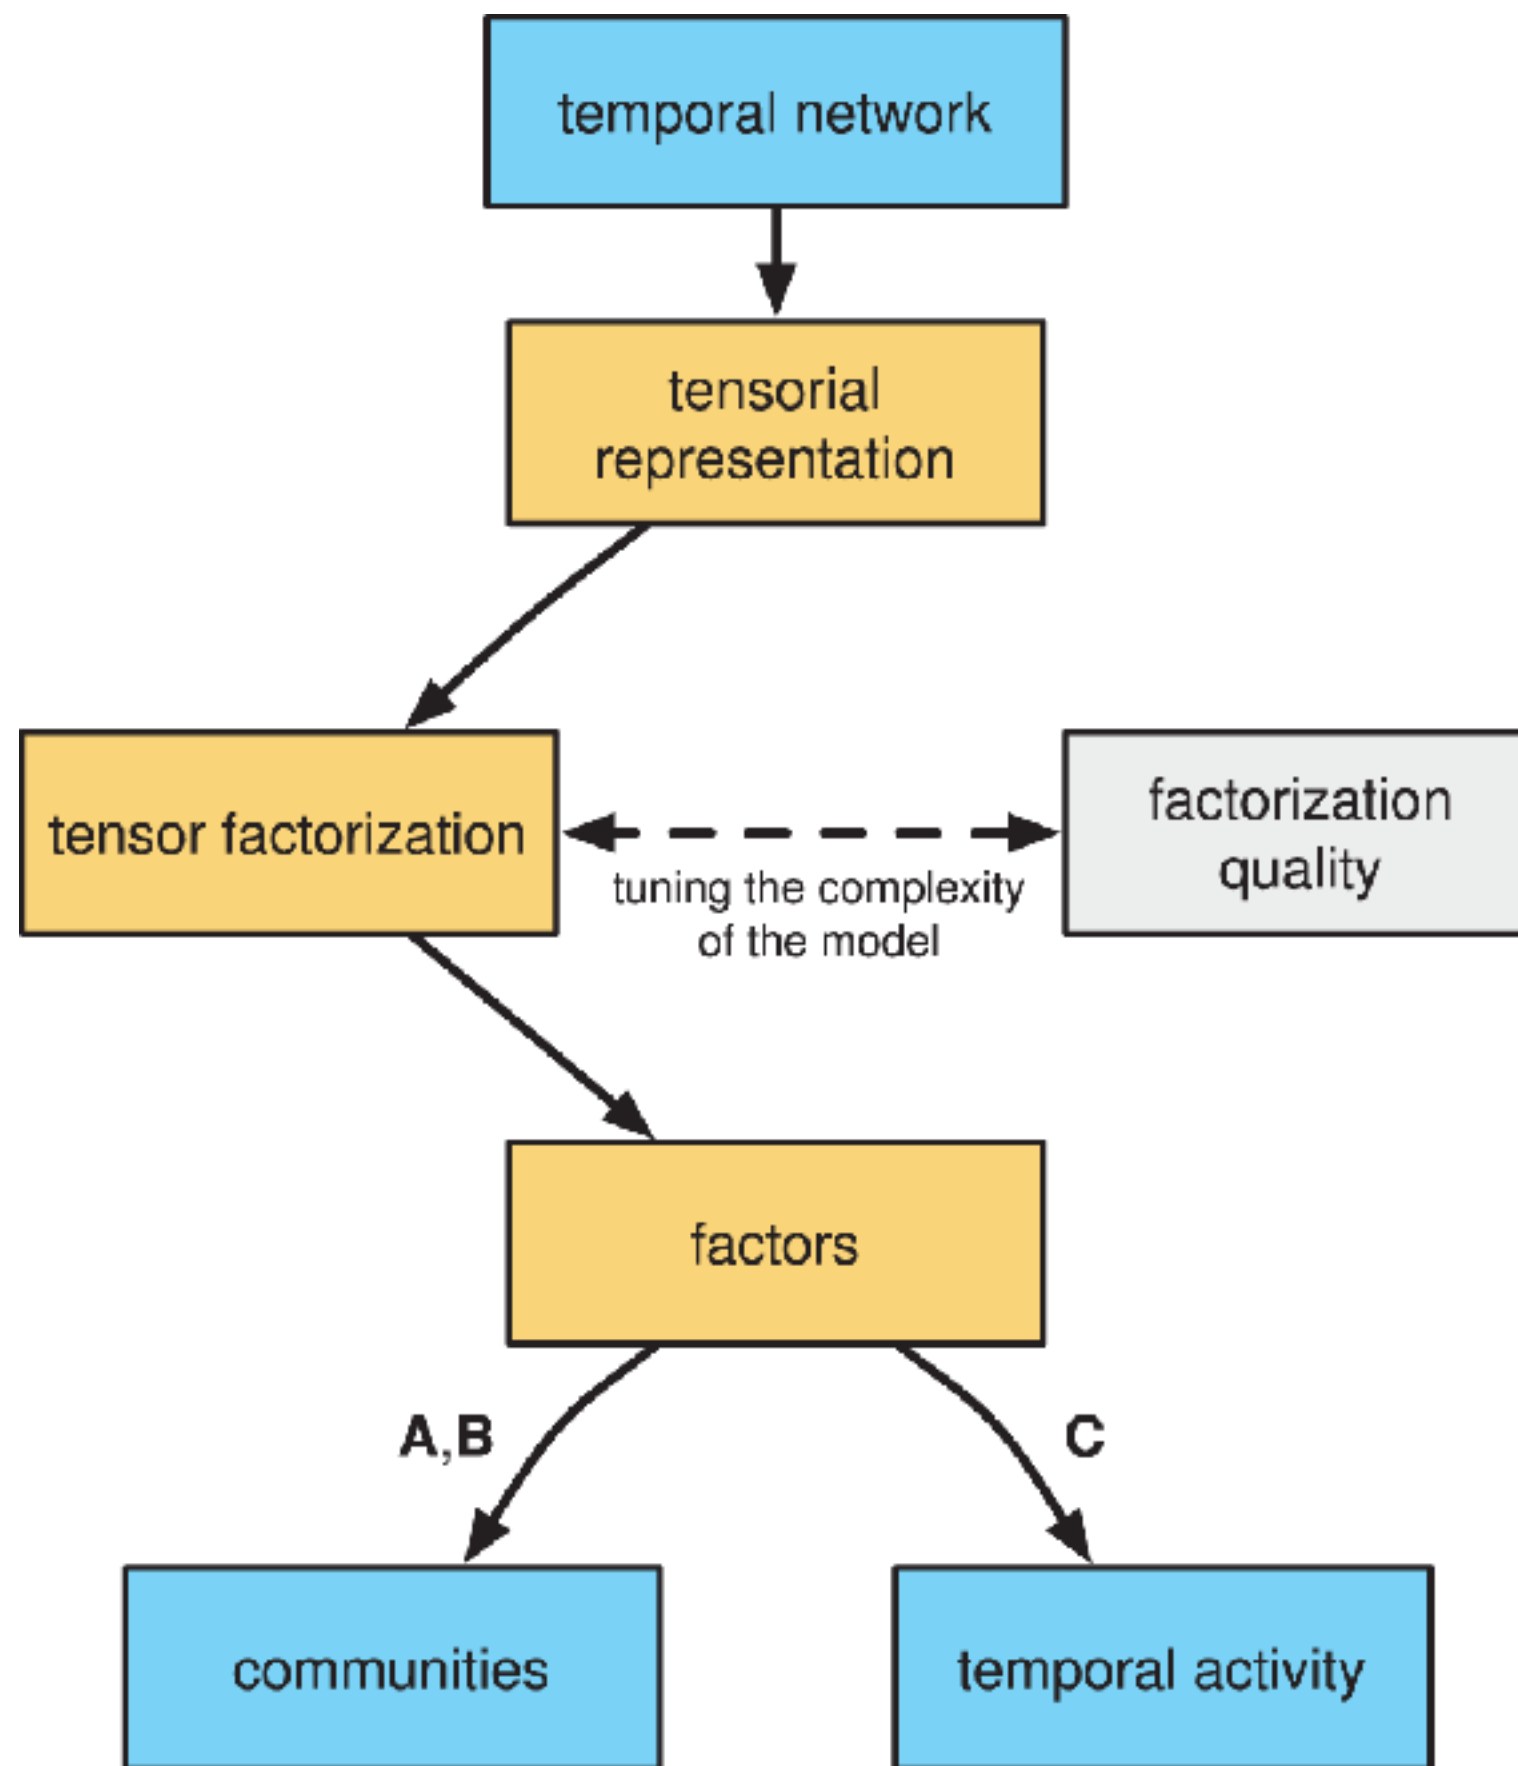 temporal network
tensorial
representation
tensor factorization
factorization
quality
tuning the complexity
of the model
factors
A,B
C
communities
temporal activity